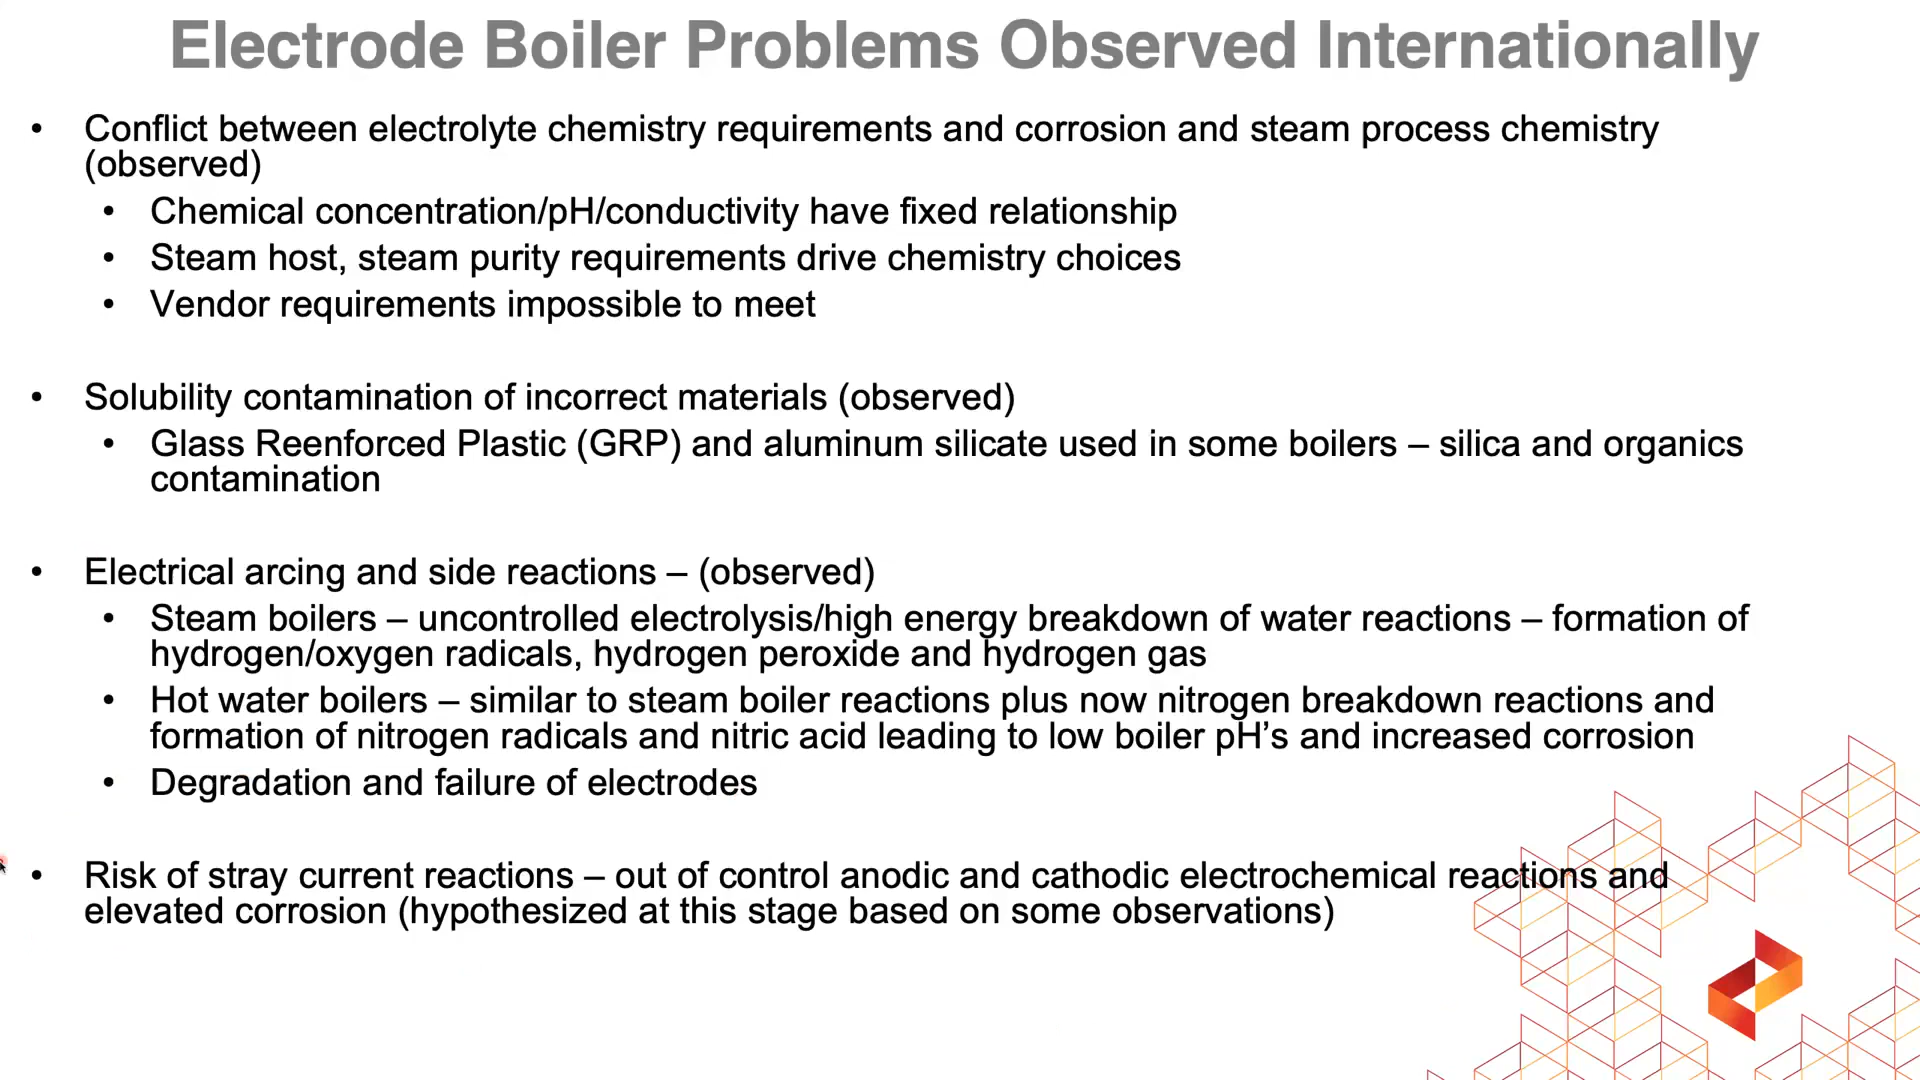 Electrode Boiler Problems Observed Internationally
• Conflict between electrolyte chemistry requirements and corrosion and steam process chemistry
(observed)
• Chemical concentration/pH/conductivity have fixed relationship
• Steam host, steam purity requirements drive chemistry choices
• Vendor requirements impossible to meet
• Solubility contamination of incorrect materials (observed)
• Glass Reenforced Plastic (GRP) and aluminum silicate used in some boilers – silica and organics
contamination
• Electrical arcing and side reactions – (observed)
• Steam boilers – uncontrolled electrolysis/high energy breakdown of water reactions – formation of
hydrogen/oxygen radicals, hydrogen peroxide and hydrogen gas
• Hot water boilers – similar to steam boiler reactions plus now nitrogen breakdown reactions and
formation of nitrogen radicals and nitric acid leading to low boiler pH’s and increased corrosion
• Degradation and failure of electrodes
• Risk of stray current reactions – out of control anodic and cathodic electrochemical reactions and
elevated corrosion (hypothesized at this stage based on some observations)